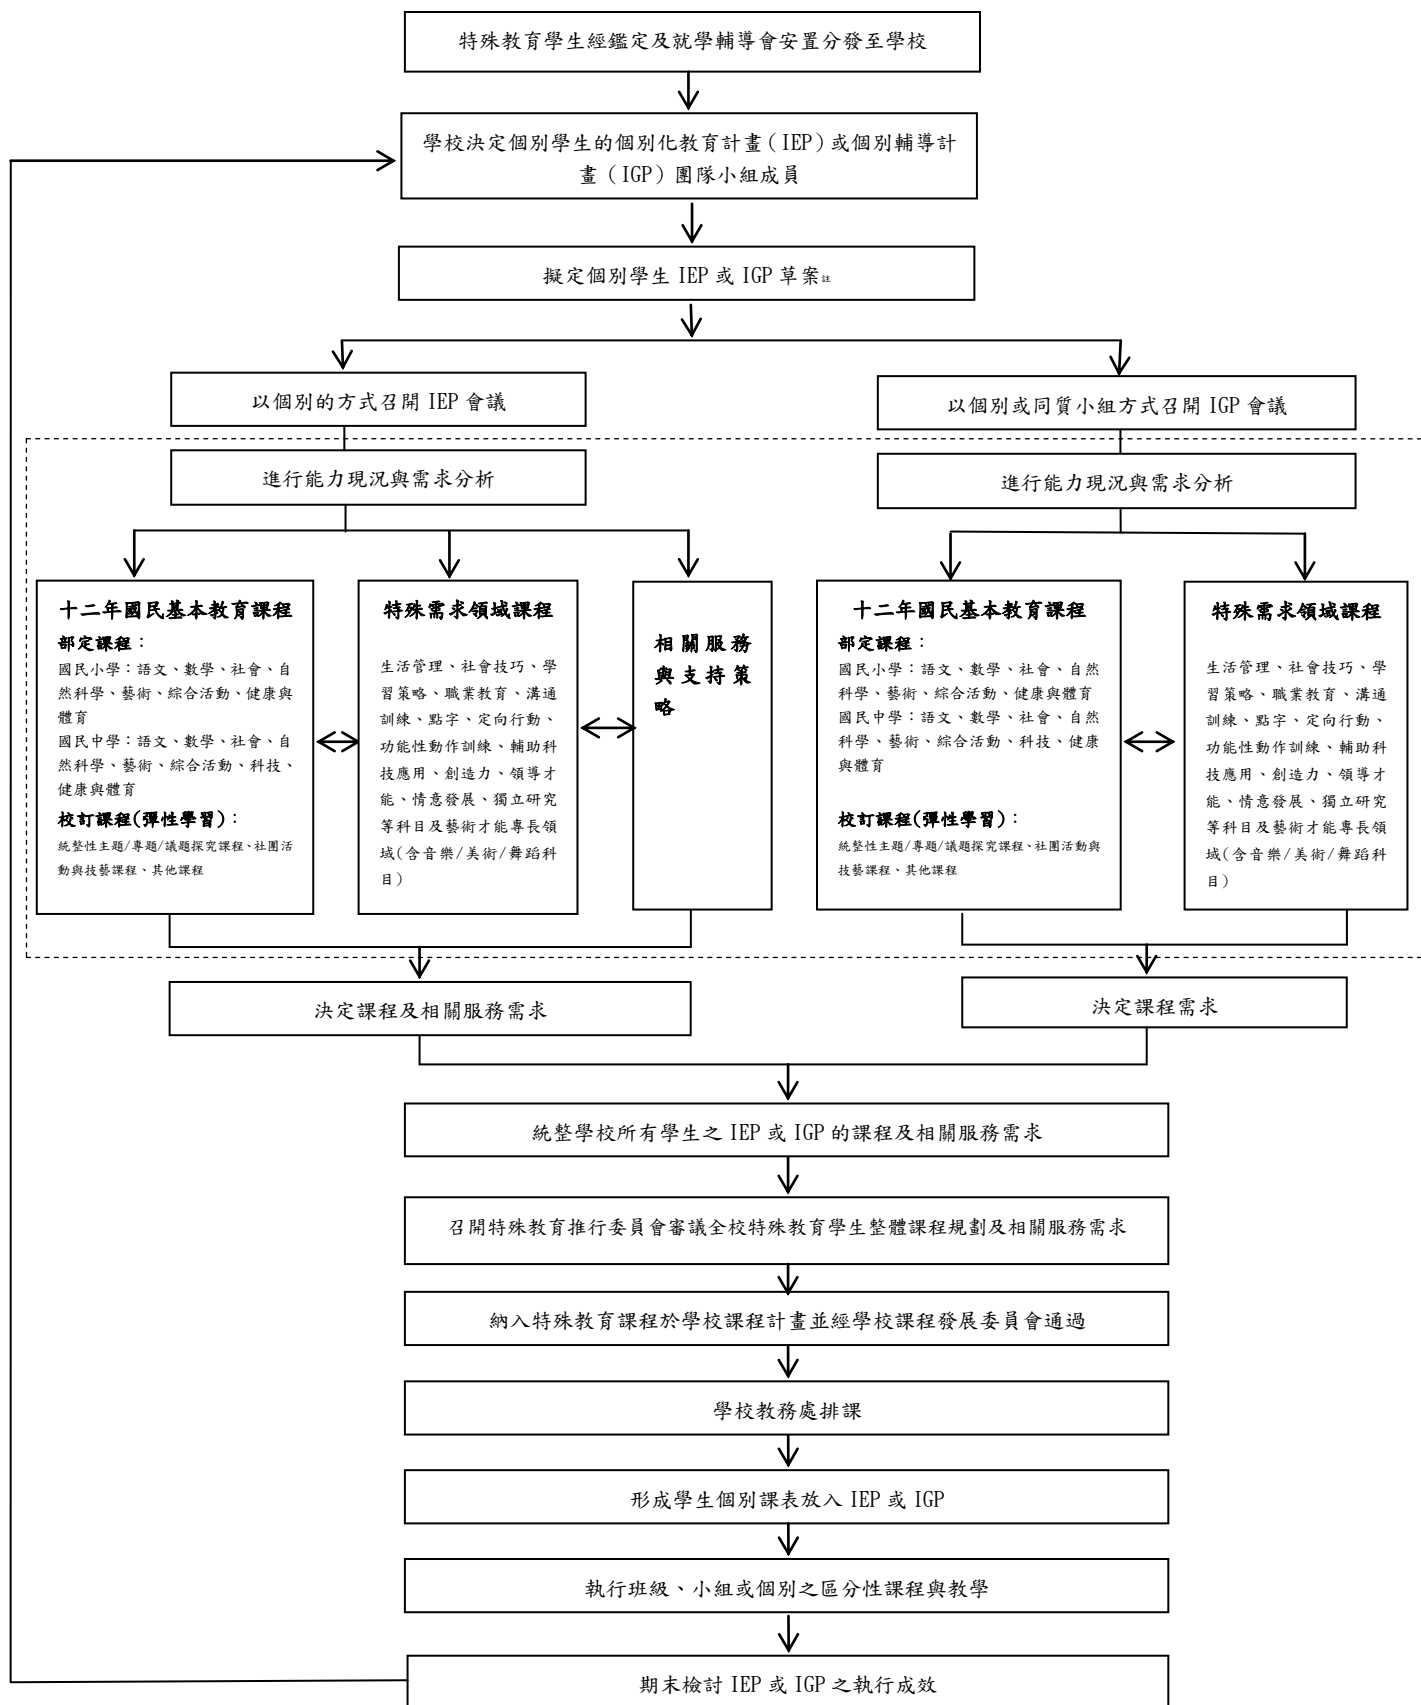 特殊教育學生經鑑定及就學輔導會安置分發至學校
學校決定個別學生的個別化教育計畫(IEP)或個別輔導計
畫(IGP)團隊小組成員
擬定個別學生 IEP 或 IGP 草案註
以個別的方式召開 IEP 會議
進行能力現況與需求分析
十二年國民基本教育課程
部定課程：
國民小學：語文、數學、社會、自
然科學、藝術、綜合活動、健康與
體育
國民中學：語文、數學、社會、自
然科學、藝術、綜合活動、科技、
健康與體育
校訂課程(彈性學習)：
統整性主題/專題/議題探究課程、社團活
動與技藝課程、其他課程
特殊需求領域課程
生活管理、社會技巧、學
習策略、職業教育、溝通
訓練、點字、定向行動、
功能性動作訓練、輔助科
技應用、創造力、領導才
能、情意發展、獨立研究
等科目及藝術才能專長領
域(含音樂/美術/舞蹈科
目)
相關服務
與支持策
略
決定課程及相關服務需求
以個別或同質小組方式召開 IGP 會議
進行能力現況與需求分析
十二年國民基本教育課程
部定課程：
國民小學：語文、數學、社會、自然
科學、藝術、綜合活動、健康與體育
國民中學：語文、數學、社會、自然
科學、藝術、綜合活動、科技、健康
與體育
校訂課程(彈性學習)：
統整性主題/專題/議題探究課程、社團活動與
技藝課程、其他課程
特殊需求領域課程
生活管理、社會技巧、學
習策略、職業教育、溝通
訓練、點字、定向行動、
功能性動作訓練、輔助科
技應用、創造力、領導才
能、情意發展、獨立研究
等科目及藝術才能專長領
域(含音樂/美術/舞蹈科
目)
決定課程需求
統整學校所有學生之 IEP 或 IGP 的課程及相關服務需求
召開特殊教育推行委員會審議全校特殊教育學生整體課程規劃及相關服務需求
納入特殊教育課程於學校課程計畫並經學校課程發展委員會通過
學校教務處排課
形成學生個別課表放入 IEP 或 IGP
執行班級、小組或個別之區分性課程與教學
期末檢討 IEP 或 IGP 之執行成效